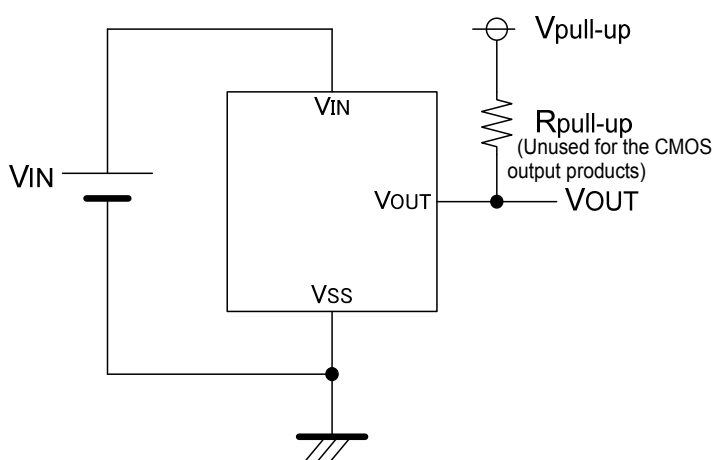 Vpull-up
VIN
Rpull-up
(Unused for the CMOS
output products)
VIN
VOUT
VOUT
VSS